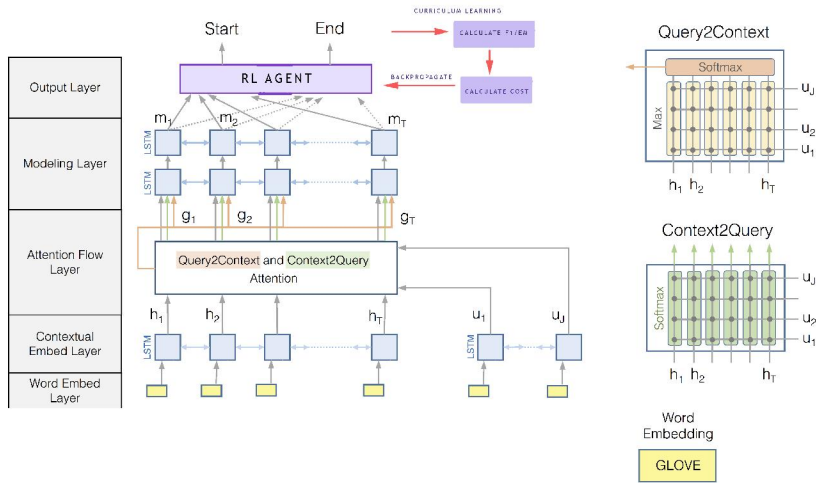 CURRICULUM LEARNING
Start
End
CALCULATE F1/EM
Query2Context
Output Layer
RL AGENT
BACKPROPAGATE
CALCULATE COST
Softmax
Max
uJ
u2
u1
h1 h2 hT
m1 m2 mT
Modeling Layer
LSTM
LSTM
g1 g2 gT
Attention Flow
Layer
Query2Context and Context2Query
Attention
Context2Query
Softmax
uJ
u2
u1
h1 h2 hT
h1 h2 hT
u1 uJ
Contextual
Embed Layer
LSTM
LSTM
Word Embed
Layer
Word
Embedding
GLOVE